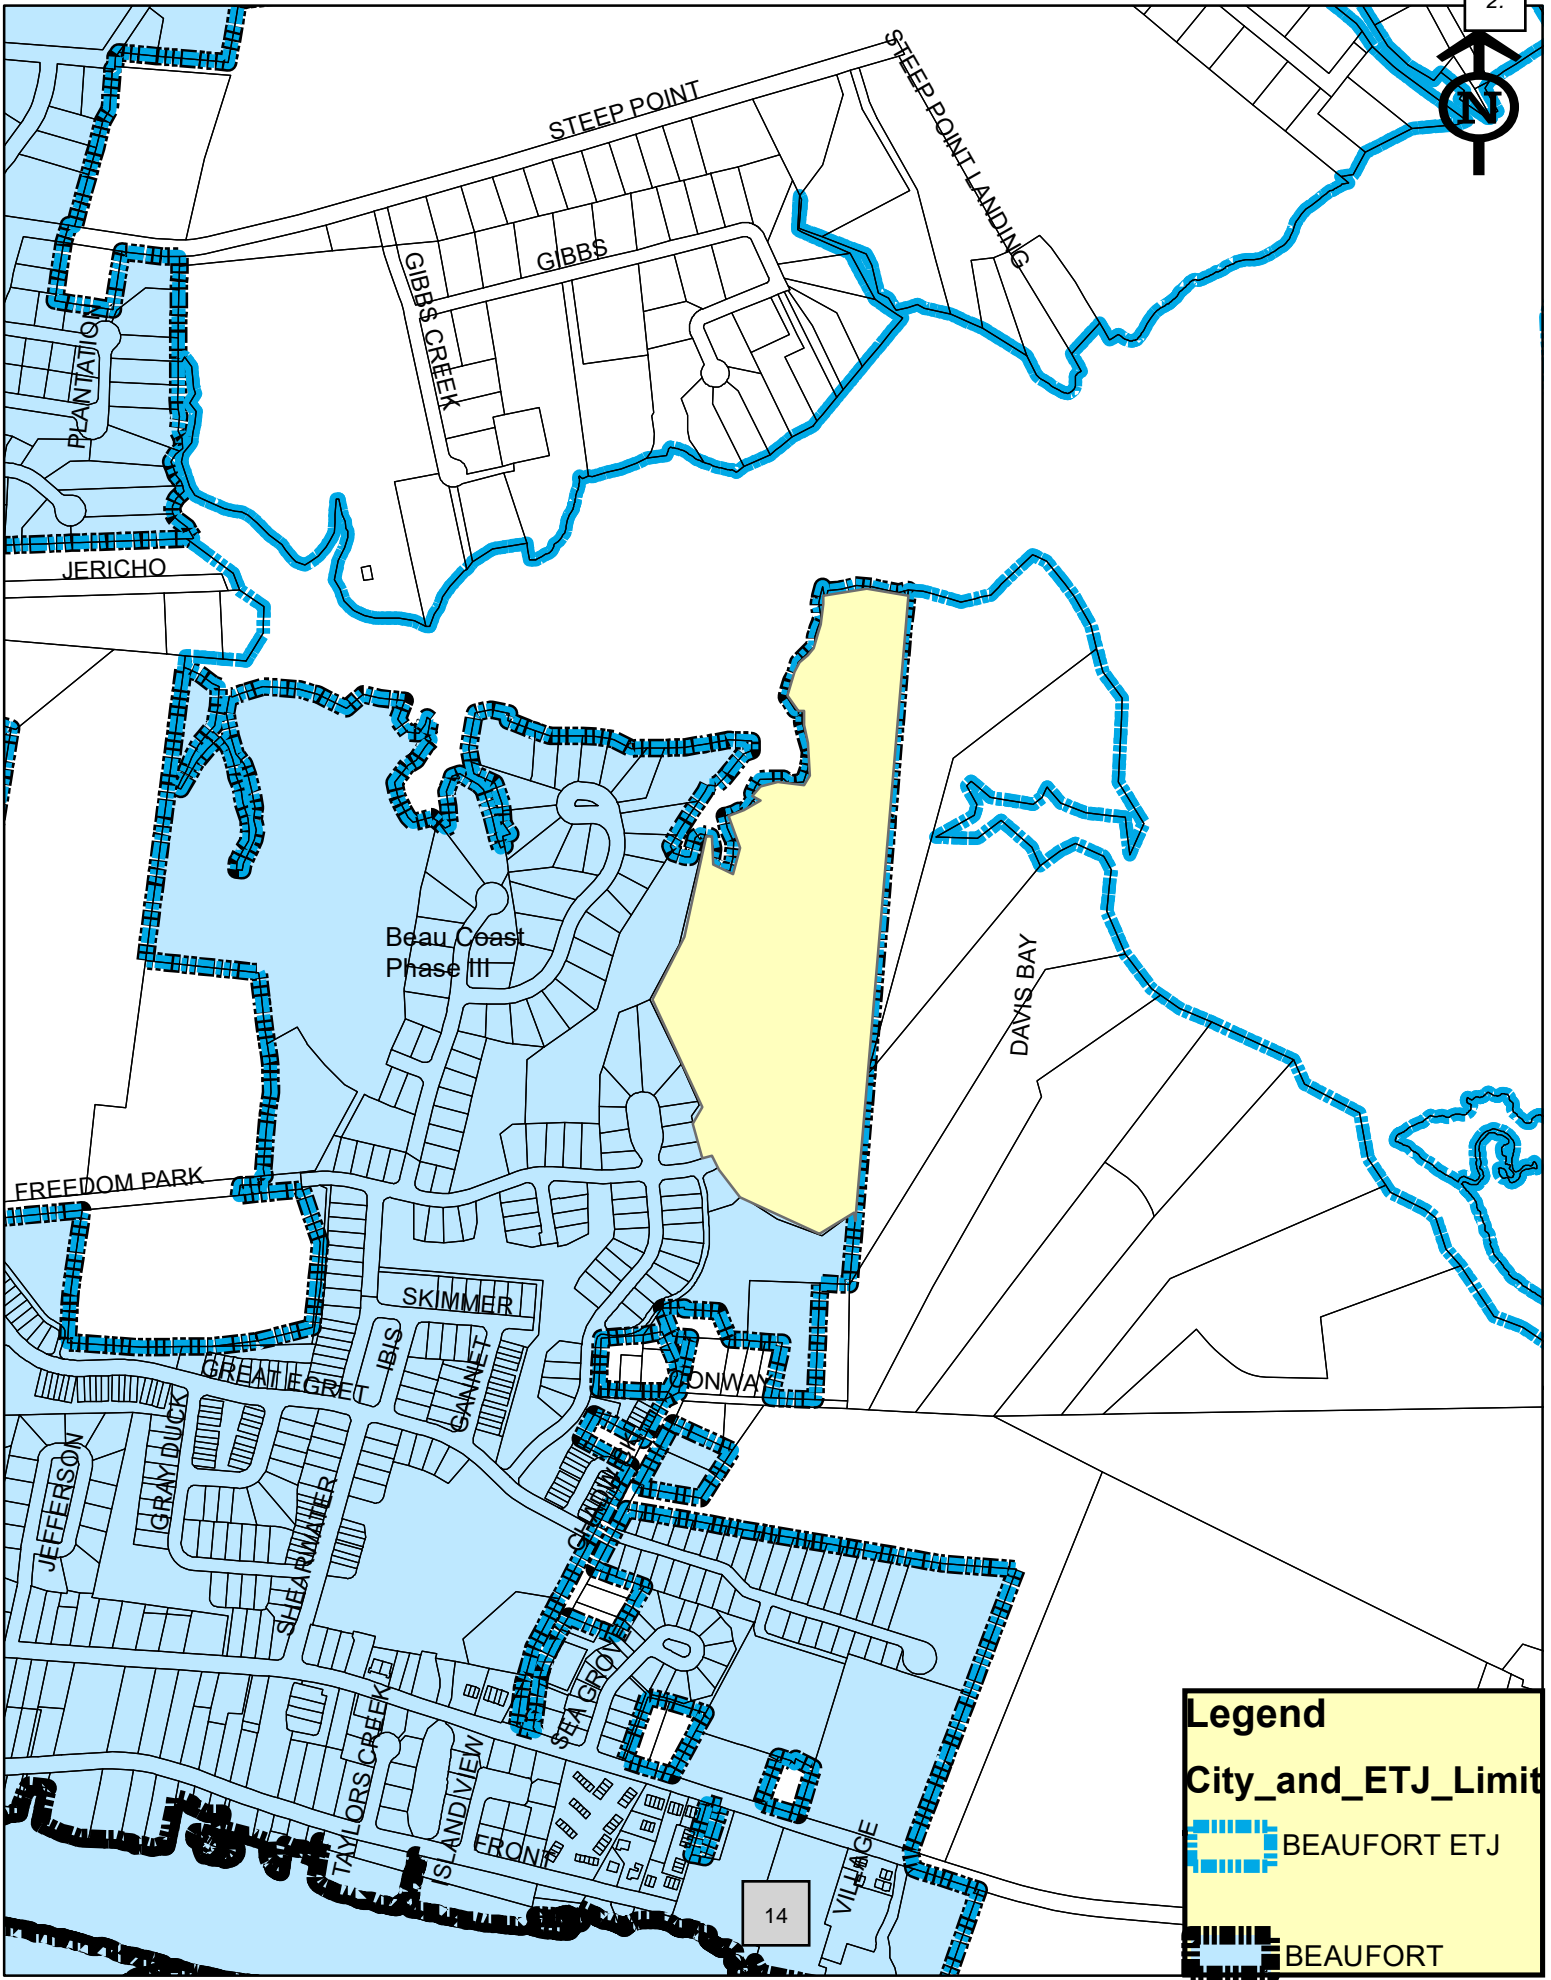 2.
N
STEEP POINT
STEEP POINT LANDING
GIBBS
GIBBS CREEK
PLANTATION
JERICHO
Beau Coast
Phase III
DAVIS BAY
FREEDOM PARK
SKIMMER
IBIS
GANNET
GREAT EGRET
CONWAY
GRAY DUCK
JEFFERSON
SHEARWATER
SEA GROVE
TAYLORS CREEK
ISLAND VIEW
FRONT
VILLAGE
14
Legend
City_and_ETJ_Limit
BEAUFORT ETJ
BEAUFORT